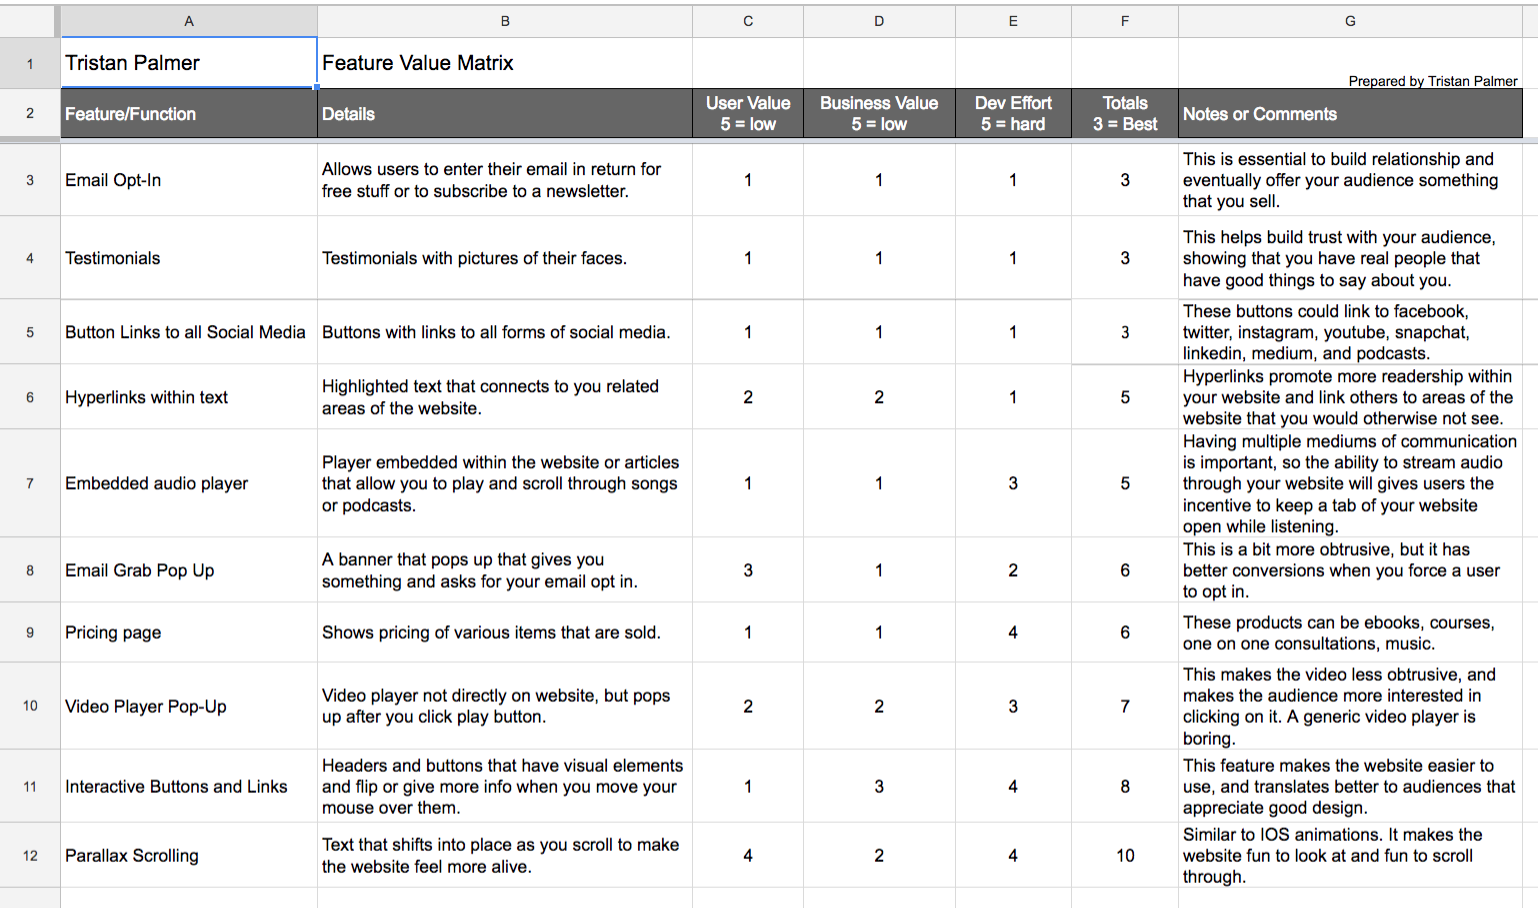 A B C D E F G
1 Tristan Palmer Feature Value Matrix
Prepared by Tristan Palmer
2 Feature/Function Details User Value Business Value Dev Effort Totals Notes or Comments
5 = low 5 = low 5 = hard 3 = Best
3 Email Opt-In
Allows users to enter their email in return for
free stuff or to subscribe to a newsletter.
1 1 1 3
This is essential to build relationship and
eventually offer your audience something
that you sell.
4 Testimonials
Testimonials with pictures of their faces.
1 1 1 3
This helps build trust with your audience,
showing that you have real people that
have good things to say about you.
5 Button Links to all Social Media
Buttons with links to all forms of social media.
1 1 1 3
These buttons could link to facebook,
twitter, instagram, youtube, snapchat,
linkedin, medium, and podcasts.
6 Hyperlinks within text
Highlighted text that connects to you related
areas of the website.
2 2 1 5
Hyperlinks promote more readership within
your website and link others to areas of the
website that you would otherwise not see.
7 Embedded audio player
Player embedded within the website or articles
that allow you to play and scroll through songs
or podcasts.
1 1 3 5
Having multiple mediums of communication
is important, so the ability to stream audio
through your website will gives users the
incentive to keep a tab of your website
open while listening.
8 Email Grab Pop Up
A banner that pops up that gives you
something and asks for your email opt in.
3 1 2 6
This is a bit more obtrusive, but it has
better conversions when you force a user
to opt in.
9 Pricing page
Shows pricing of various items that are sold.
1 1 4 6
These products can be ebooks, courses,
one on one consultations, music.
10 Video Player Pop-Up
Video player not directly on website, but pops
up after you click play button.
2 2 3 7
This makes the video less obtrusive, and
makes the audience more interested in
clicking on it. A generic video player is
boring.
11 Interactive Buttons and Links
Headers and buttons that have visual elements
and flip or give more info when you move your
mouse over them.
1 3 4 8
This feature makes the website easier to
use, and translates better to audiences that
appreciate good design.
12 Parallax Scrolling
Text that shifts into place as you scroll to make
the website feel more alive.
4 2 4 10
Similar to IOS animations. It makes the
website fun to look at and fun to scroll
through.